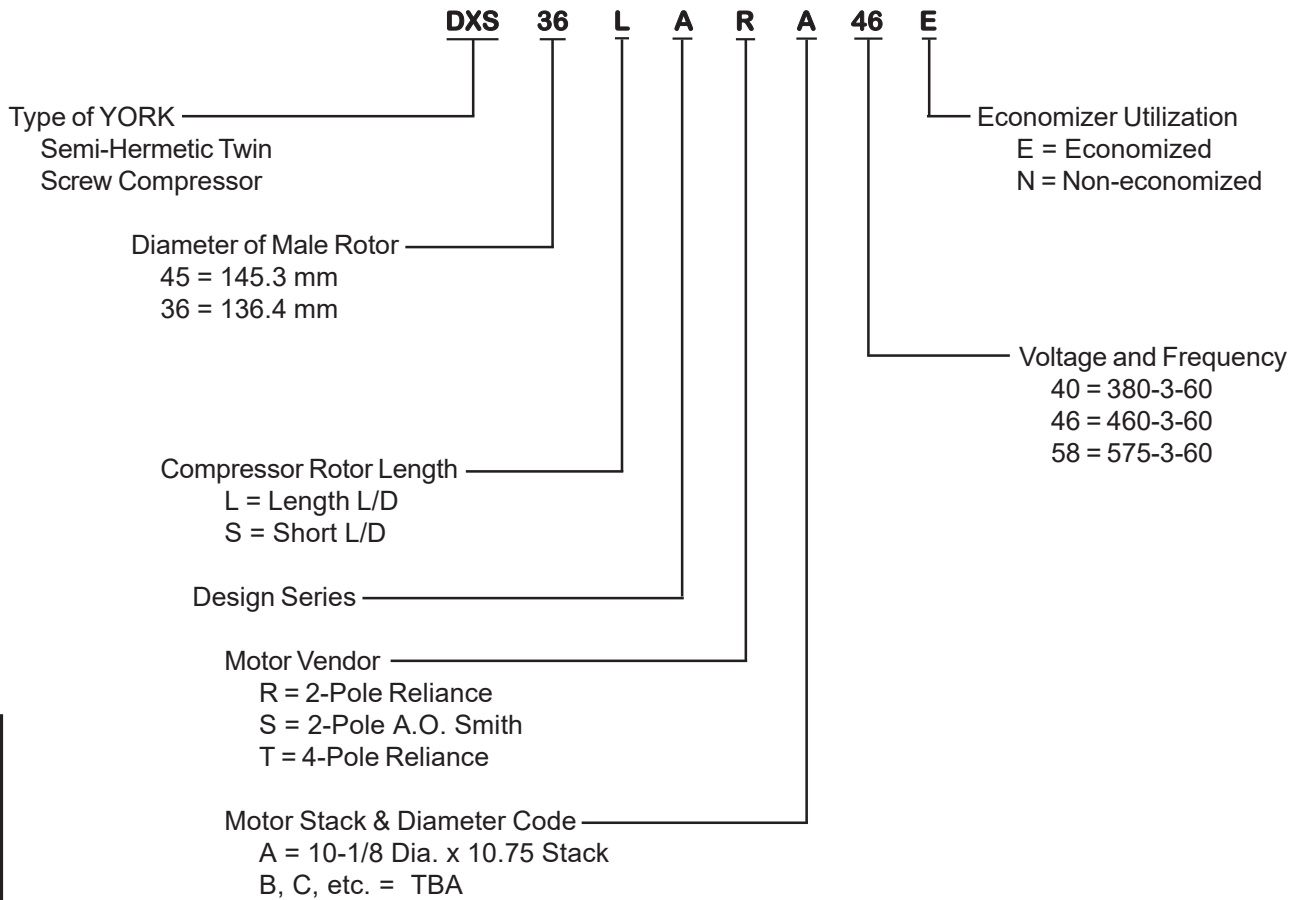 DXS 36 L A R A 46 E
Type of YORK
Semi-Hermetic Twin
Screw Compressor
Economizer Utilization
E = Economized
N = Non-economized
Diameter of Male Rotor
45 = 145.3 mm
36 = 136.4 mm
Voltage and Frequency
40 = 380-3-60
46 = 460-3-60
58 = 575-3-60
Compressor Rotor Length
L = Length L/D
S = Short L/D
Design Series
Motor Vendor
R = 2-Pole Reliance
S = 2-Pole A.O. Smith
T = 4-Pole Reliance
Motor Stack & Diameter Code
A = 10-1/8 Dia. x 10.75 Stack
B, C, etc. = TBA